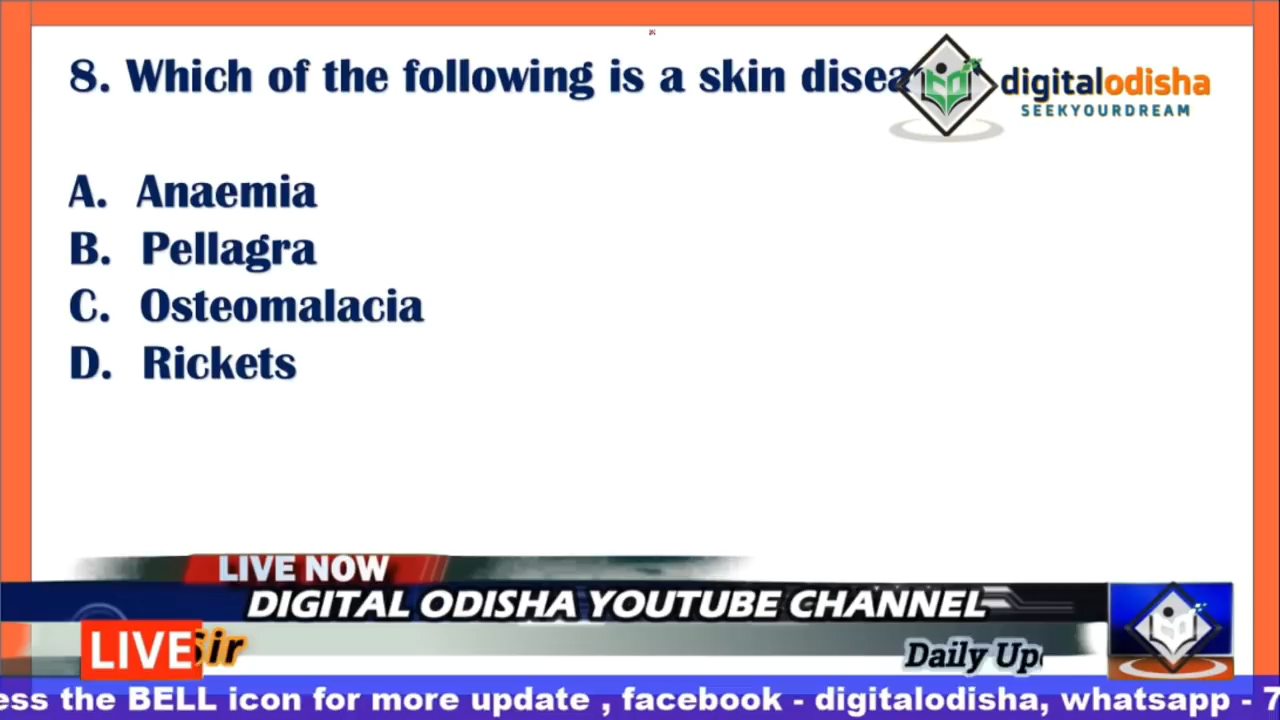 8. Which of the following is a skin disea
digitalodisha
SEEKYOURDREAM
A. Anaemia
B. Pellagra
C. Osteomalacia
D. Rickets
LIVE NOW
DIGITAL ODISHA YOUTUBE CHANNEL
LIVE Sir
Daily Up
ess the BELL icon for more update , facebook - digitalodisha, whatsapp - 7